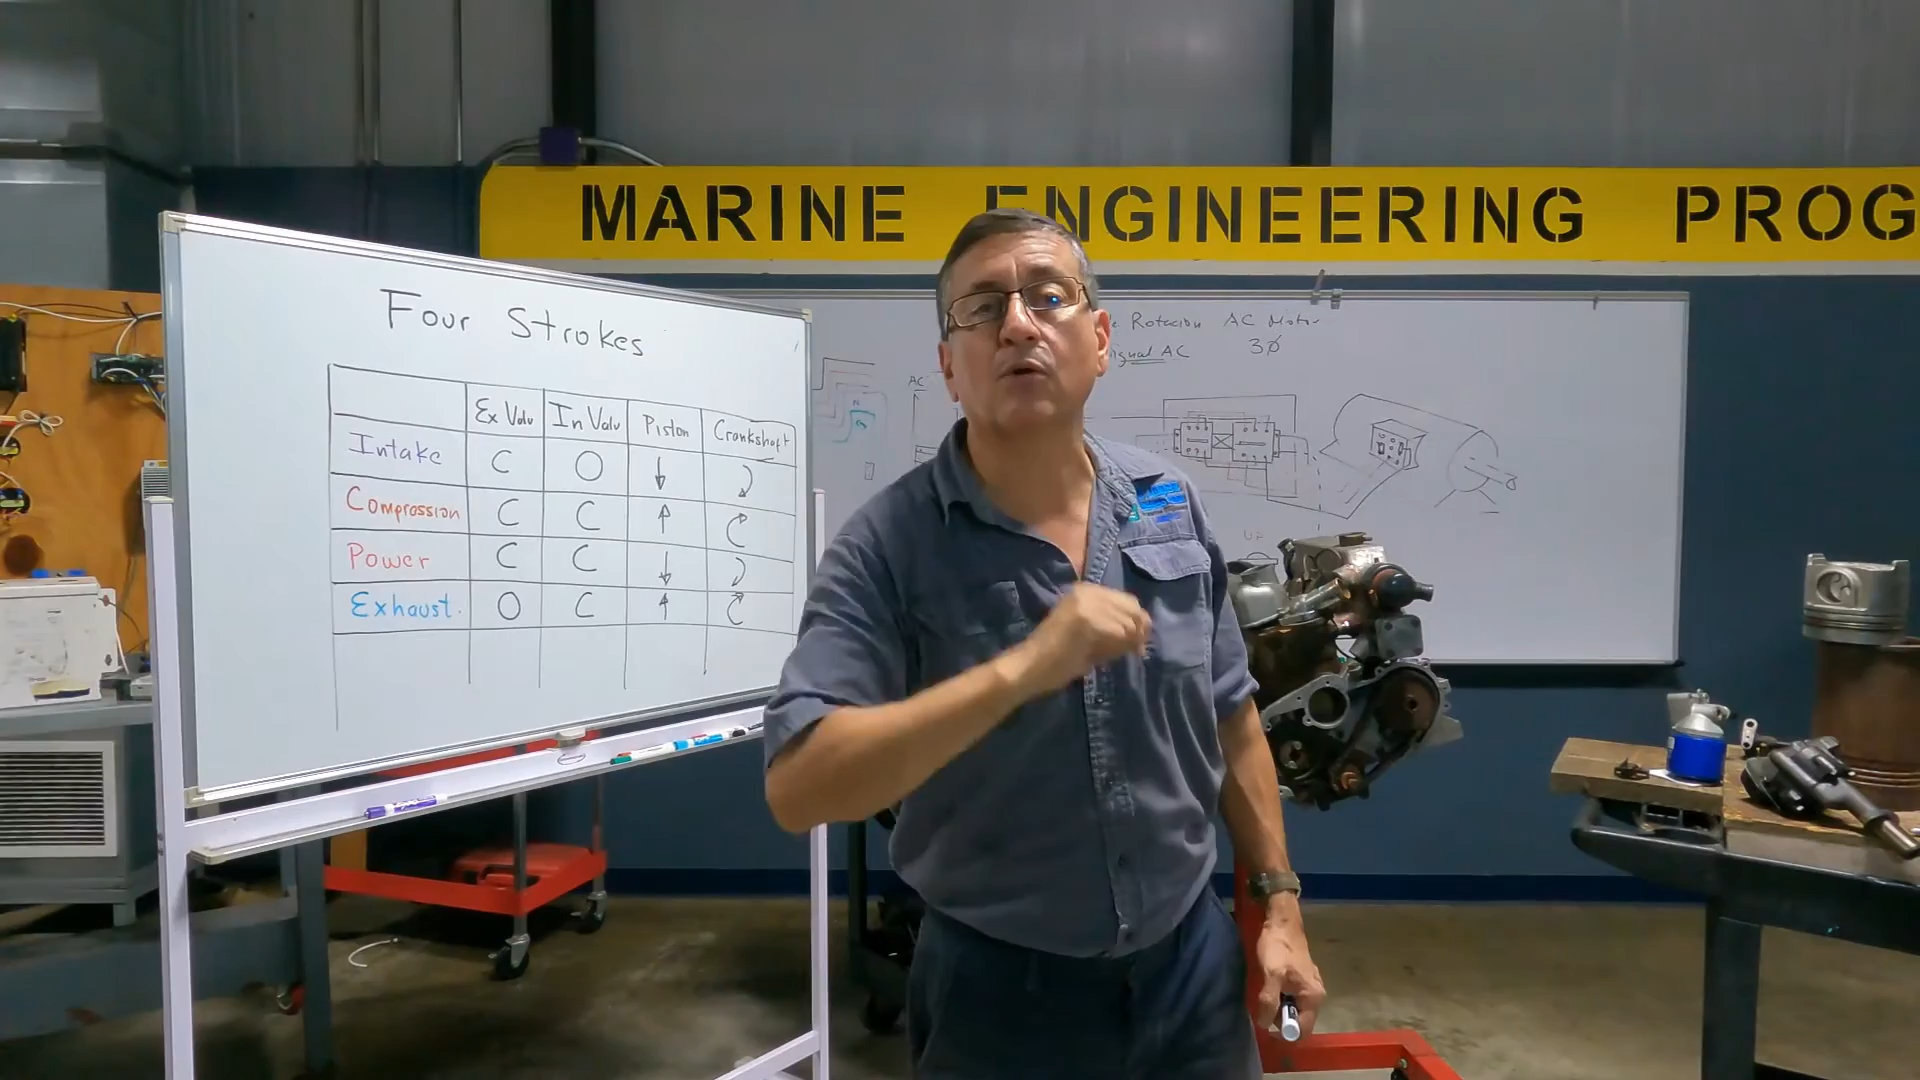 MARINE ENGINEERING PROG
Four Strokes
Ex Valv In Valv Piston Crankshaft
Intake C O ↓
Compression C C ↑
Power C C ↓
Exhaust. O C ↑
Rotacion AC Motor
AC 3Ø
AC